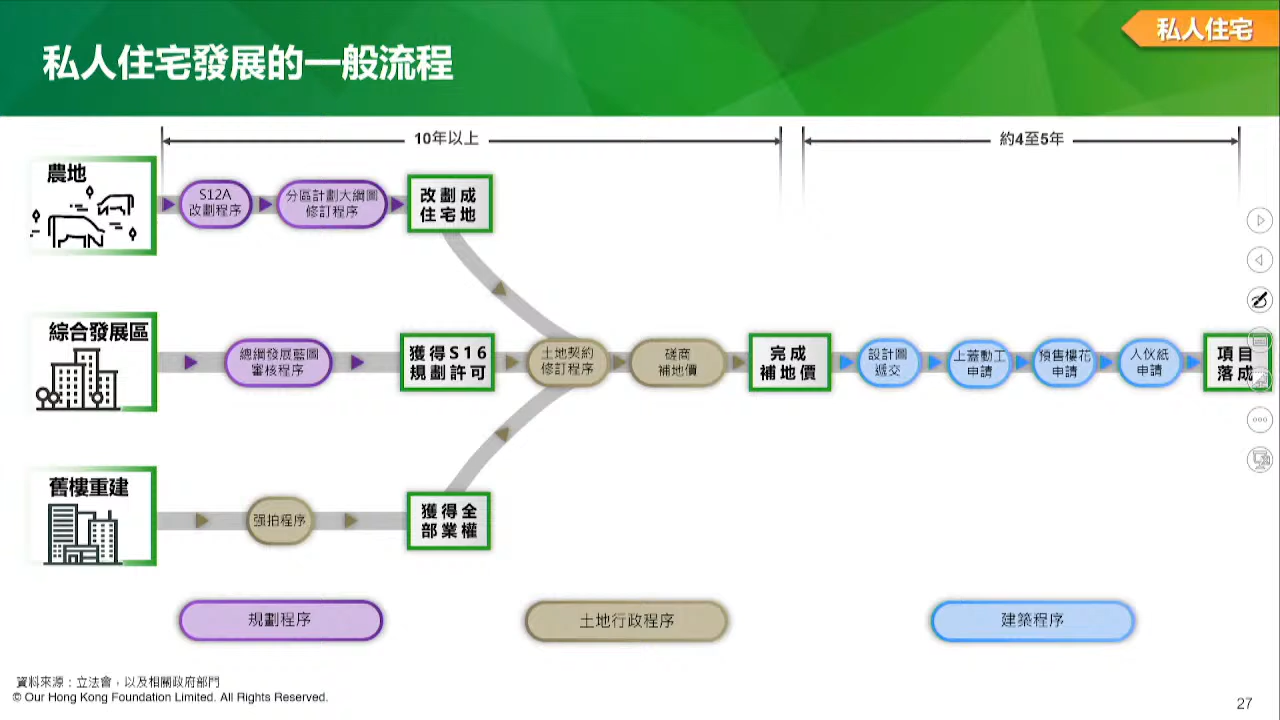 私人住宅發展的一般流程
私人住宅
10年以上
約4至5年
農地
S12A
改劃程序
分區計劃大綱圖
修訂程序
改劃成
住宅地
綜合發展區
總綱發展藍圖
審核程序
獲得S16
規劃許可
土地契約
修訂程序
磋商
補地價
完成
補地價
設計圖
遞交
上蓋動工
申請
預售樓花
申請
入伙紙
申請
項目
落成
舊樓重建
强拍程序
獲得全
部業權
規劃程序
土地行政程序
建築程序
資料來源：立法會，以及相關政府部門
© Our Hong Kong Foundation Limited. All Rights Reserved.
27